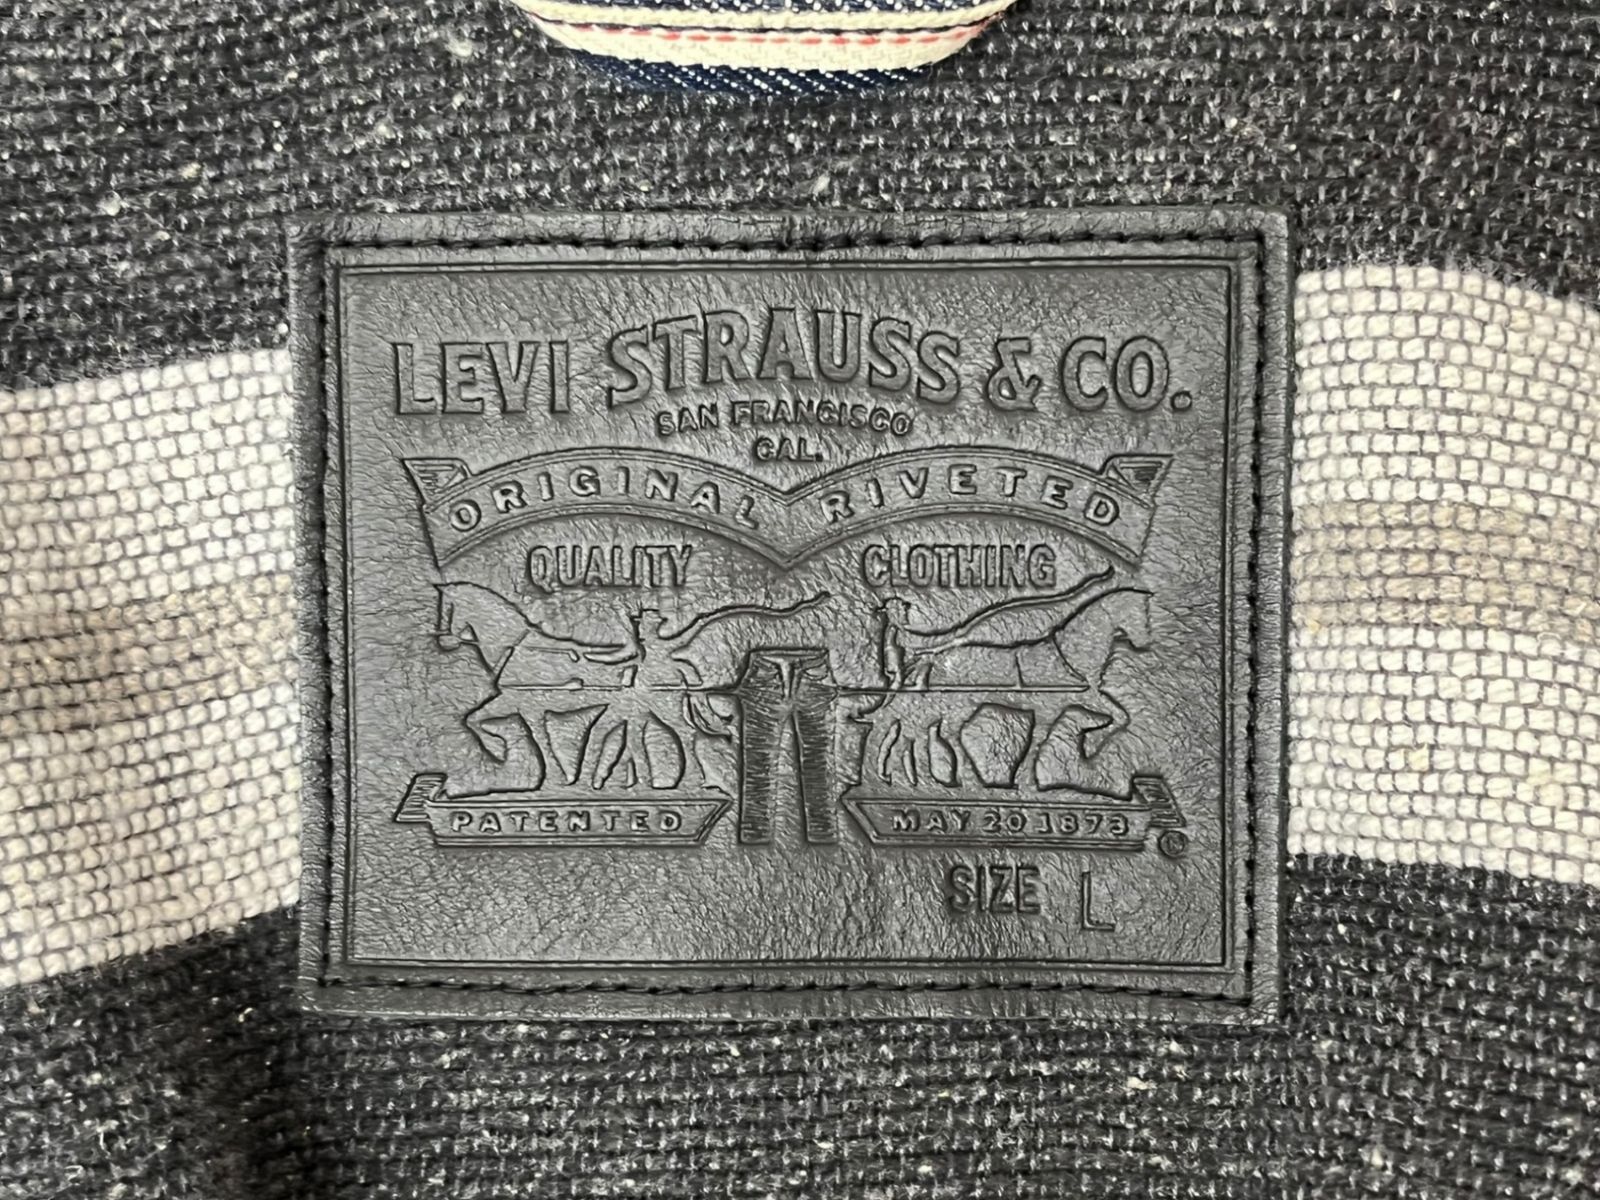 LEVI STRAUSS & CO.
SAN FRANCISCO
CAL.
ORIGINAL RIVETED
QUALITY CLOTHING
PATENTED MAY 20 1873 ®
SIZE L